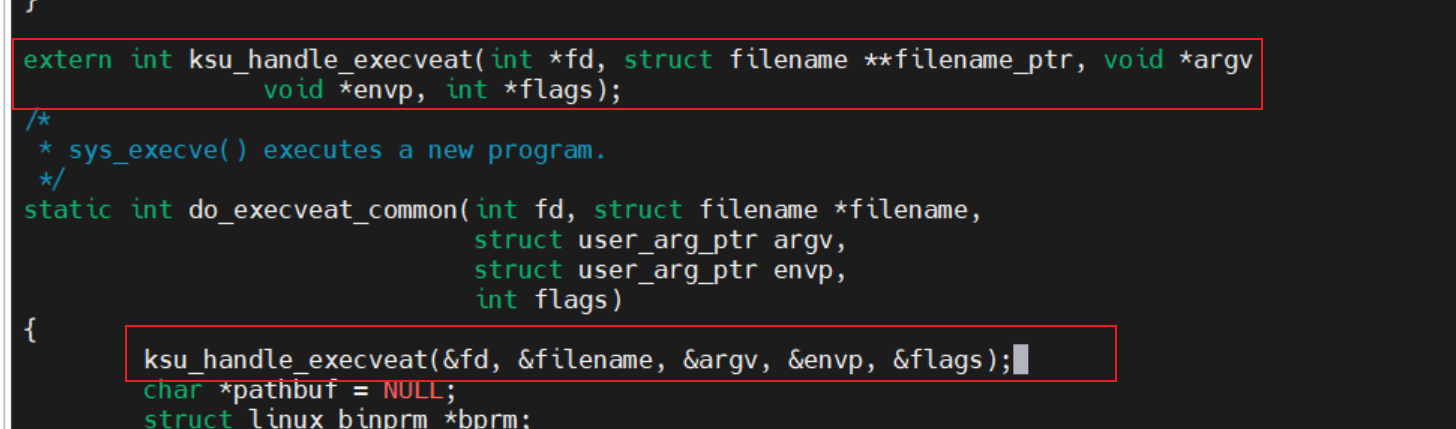 }
extern int ksu_handle_execveat(int *fd, struct filename **filename_ptr, void *argv
void *envp, int *flags);
/*
* sys_execve() executes a new program.
*/
static int do_execveat_common(int fd, struct filename *filename,
struct user_arg_ptr argv,
struct user_arg_ptr envp,
int flags)
{
ksu_handle_execveat(&fd, &filename, &argv, &envp, &flags);
char *pathbuf = NULL;
struct linux_binprm *bprm;